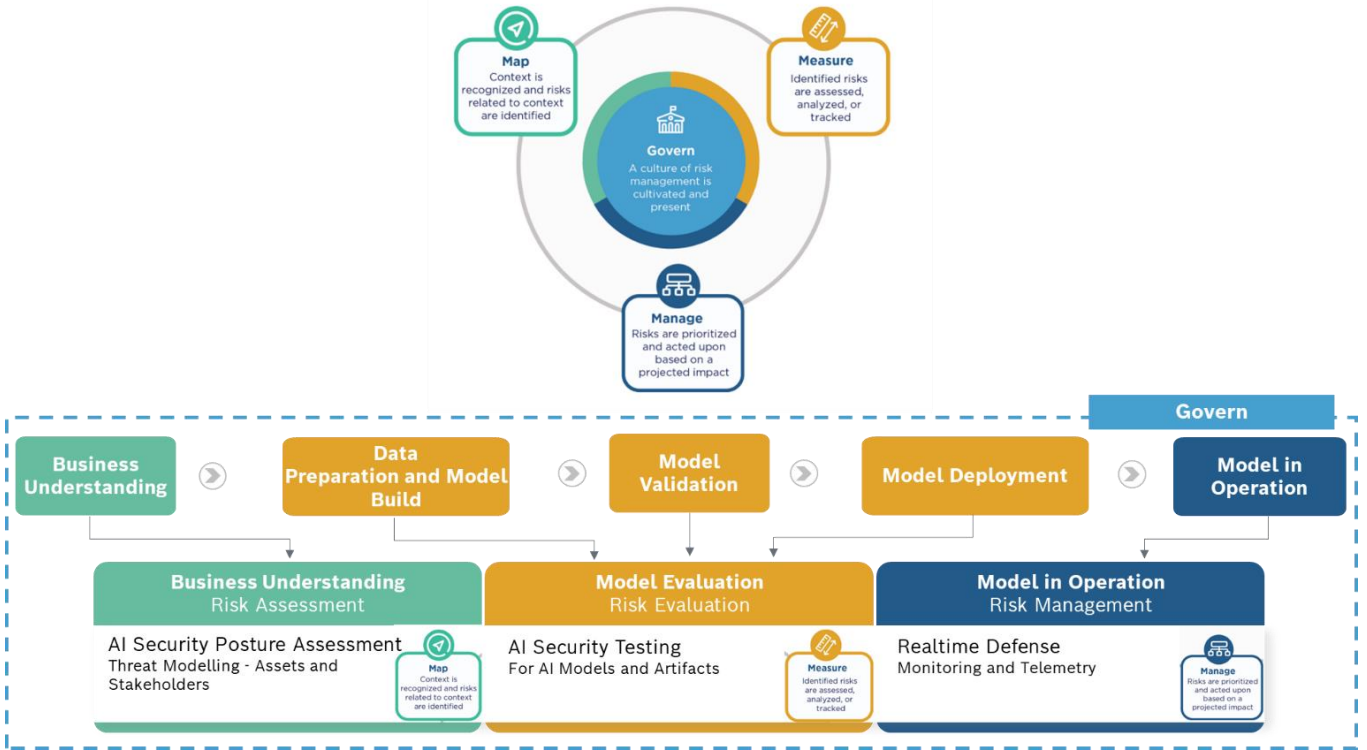 Map
Context is
recognized and risks
related to context
are identified
Measure
Identified risks
are assessed,
analyzed, or
tracked
Govern
A culture of risk
management is
cultivated and
present
Manage
Risks are prioritized
and acted upon
based on a
projected impact
Govern
Business
Understanding
Data
Preparation and Model
Build
Model
Validation
Model Deployment
Model in
Operation
Business Understanding
Risk Assessment
AI Security Posture Assessment
Threat Modelling - Assets and
Stakeholders
Map
Context is
recognized and risks
related to context
are identified
Model Evaluation
Risk Evaluation
AI Security Testing
For AI Models and Artifacts
Measure
Identified risks
are assessed,
analyzed, or
tracked
Model in Operation
Risk Management
Realtime Defense
Monitoring and Telemetry
Manage
Risks are prioritized
and acted upon
based on a
projected impact